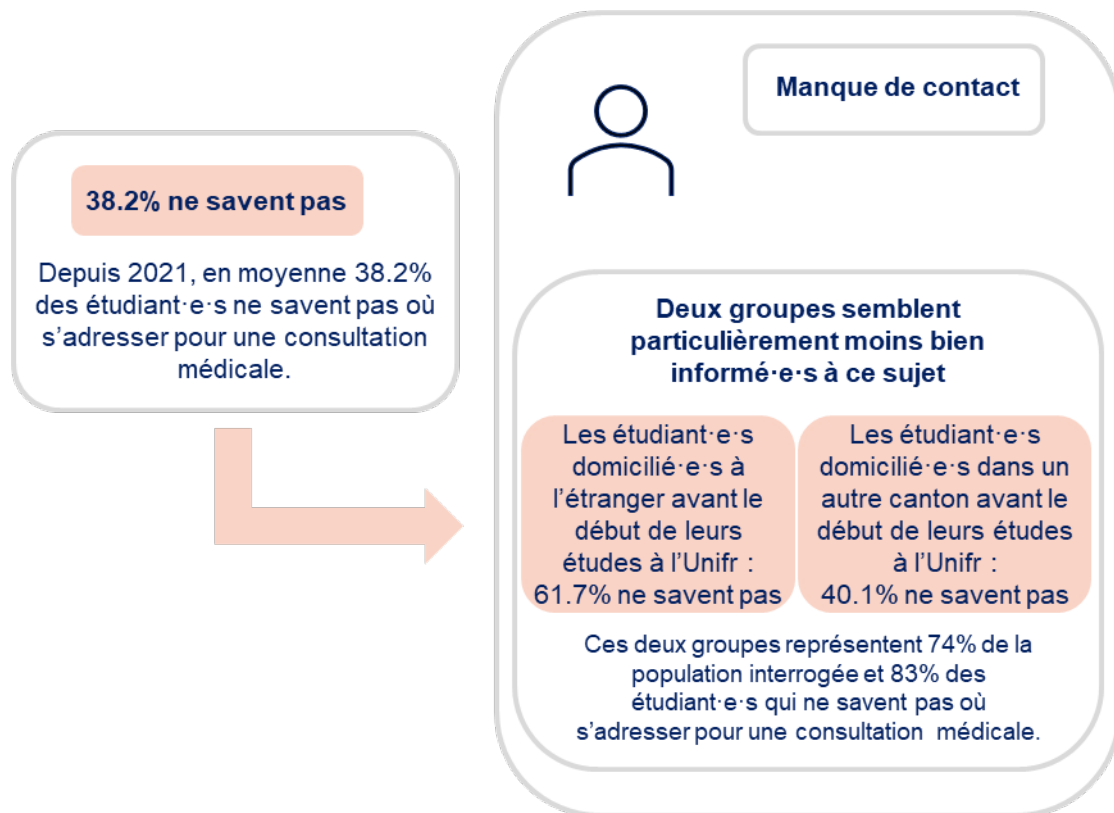 38.2% ne savent pas
Depuis 2021, en moyenne 38.2%
des étudiant·e·s ne savent pas où
s’adresser pour une consultation
médicale.
Manque de contact
Deux groupes semblent
particulièrement moins bien
informé·e·s à ce sujet
Les étudiant·e·s
domicilié·e·s à
l’étranger avant le
début de leurs
études à l’Unifr :
61.7% ne savent pas
Les étudiant·e·s
domicilié·e·s dans un
autre canton avant le
début de leurs études
à l’Unifr :
40.1% ne savent pas
Ces deux groupes représentent 74% de la
population interrogée et 83% des
étudiant·e·s qui ne savent pas où
s’adresser pour une consultation médicale.